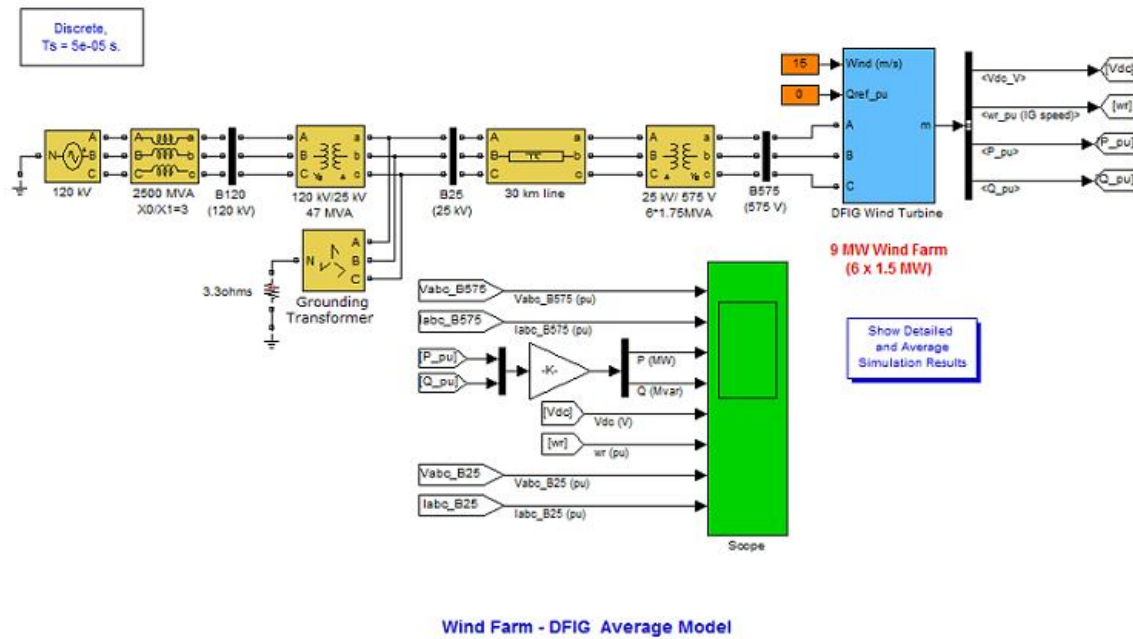 Discrete,
Ts = 5e-05 s.
N
A
B
C
120 kV
A
B
C
a
b
c
2500 MVA
X0/X1=3
B120
(120 kV)
A
B
C
a
b
c
120 kV/25 kV
47 MVA
B25
(25 kV)
A
B
C
a
b
c
30 km line
A
B
C
a
b
c
25 kV/ 575 V
6*1.75MVA
B575
(575 V)
15
0
Wind (m/s)
Qref_pu
A
B
C
m
DFIG Wind Turbine
<Vdc_V>
<wr_pu (IG speed)>
<P_pu>
<Q_pu>
[Vdc]
[wr]
[P_pu]
[Q_pu]
9 MW Wind Farm
(6 x 1.5 MW)
N
A
B
C
3.3ohms
Grounding
Transformer
Vabc_B575
Vabc_B575 (pu)
Iabc_B575
Iabc_B575 (pu)
[P_pu]
[Q_pu]
-K-
P (MW)
Q (Mvar)
[Vdc]
Vdc (V)
[wr]
wr (pu)
Vabc_B25
Vabc_B25 (pu)
Iabc_B25
Iabc_B25 (pu)
Scope
Show Detailed
and Average
Simulation Results
Wind Farm - DFIG Average Model